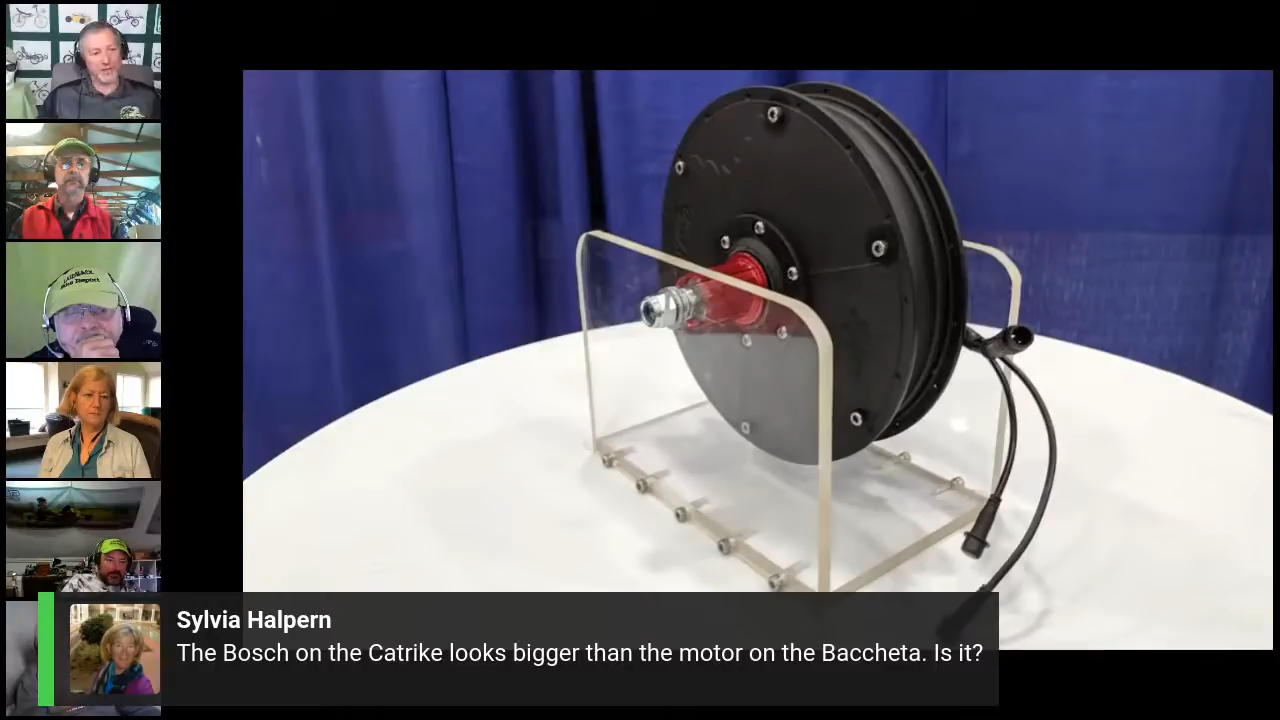 Sylvia Halpern
The Bosch on the Catrike looks bigger than the motor on the Baccheta. Is it?